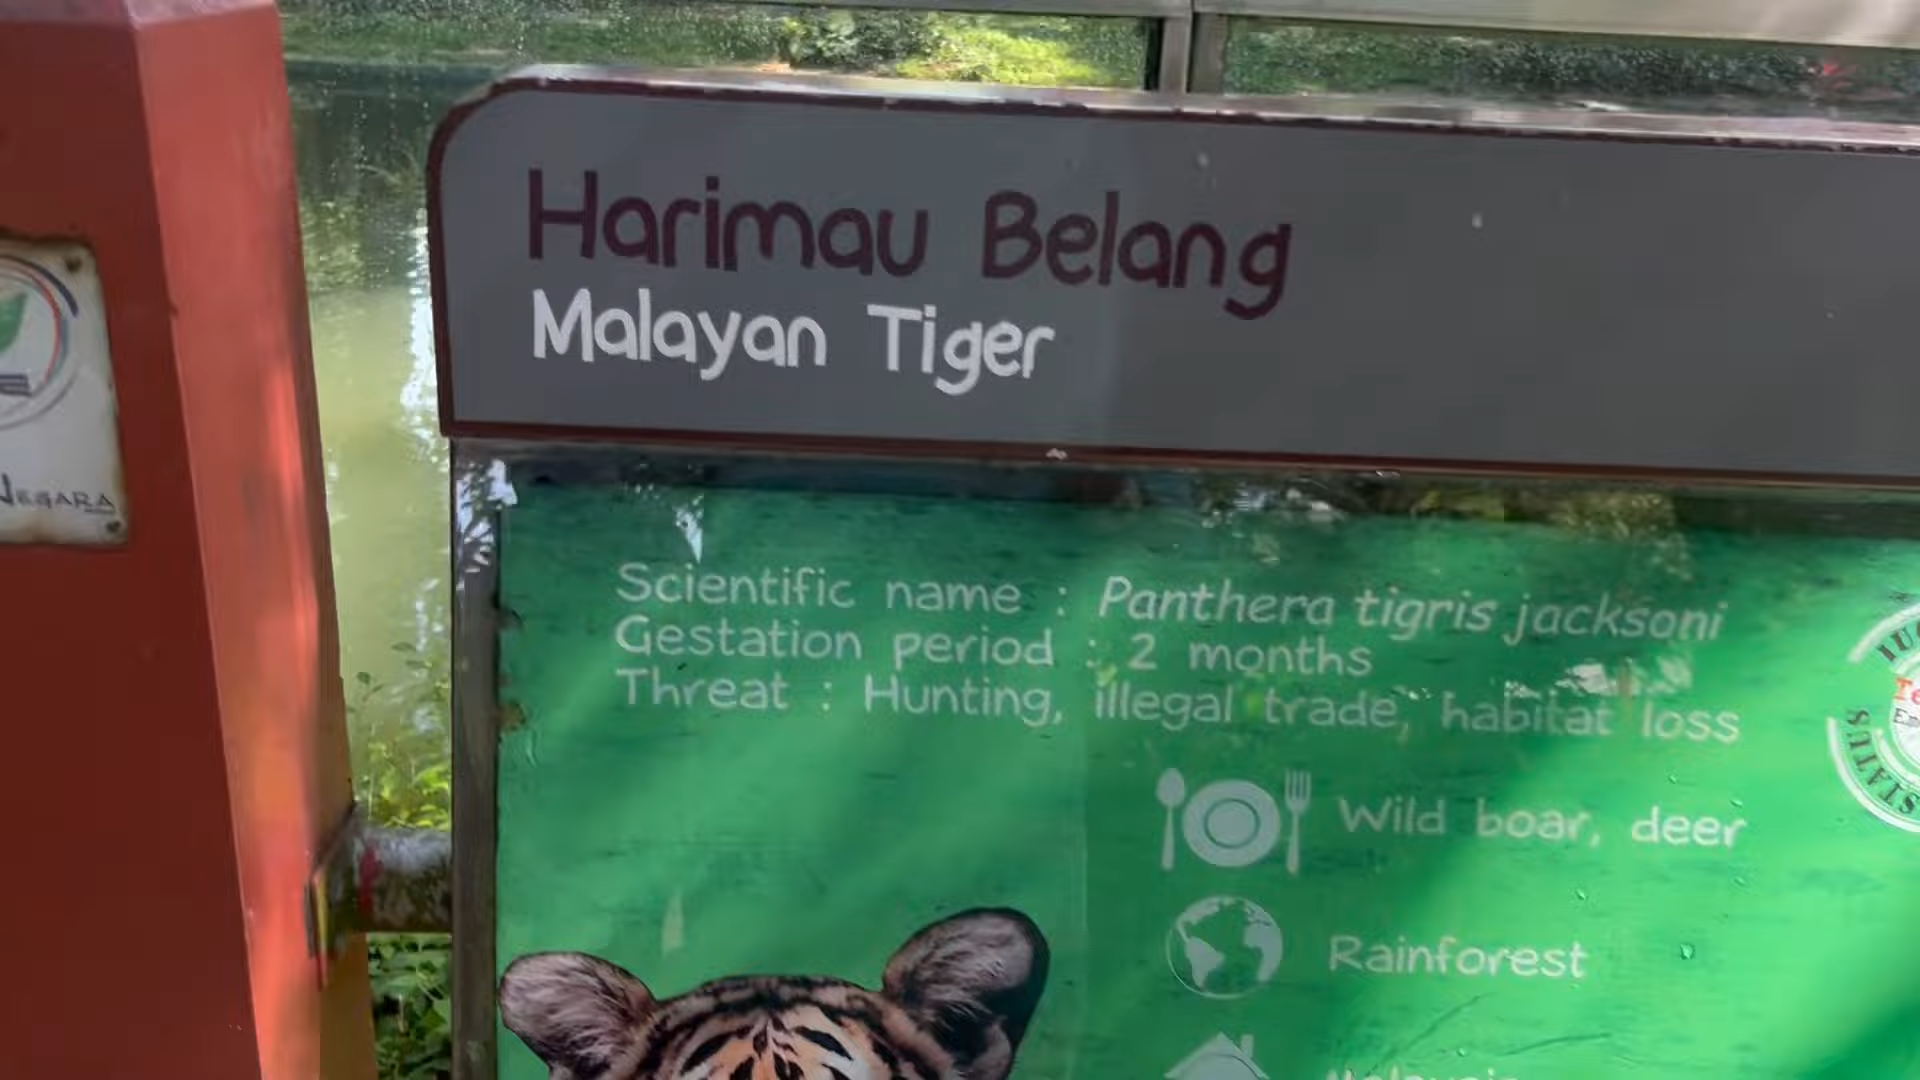 Harimau Belang
Malayan Tiger
NEGARA
Scientific name : Panthera tigris jacksoni
Gestation period : 2 months
Threat : Hunting, illegal trade, habitat loss
Wild boar, deer
Rainforest
STATUS